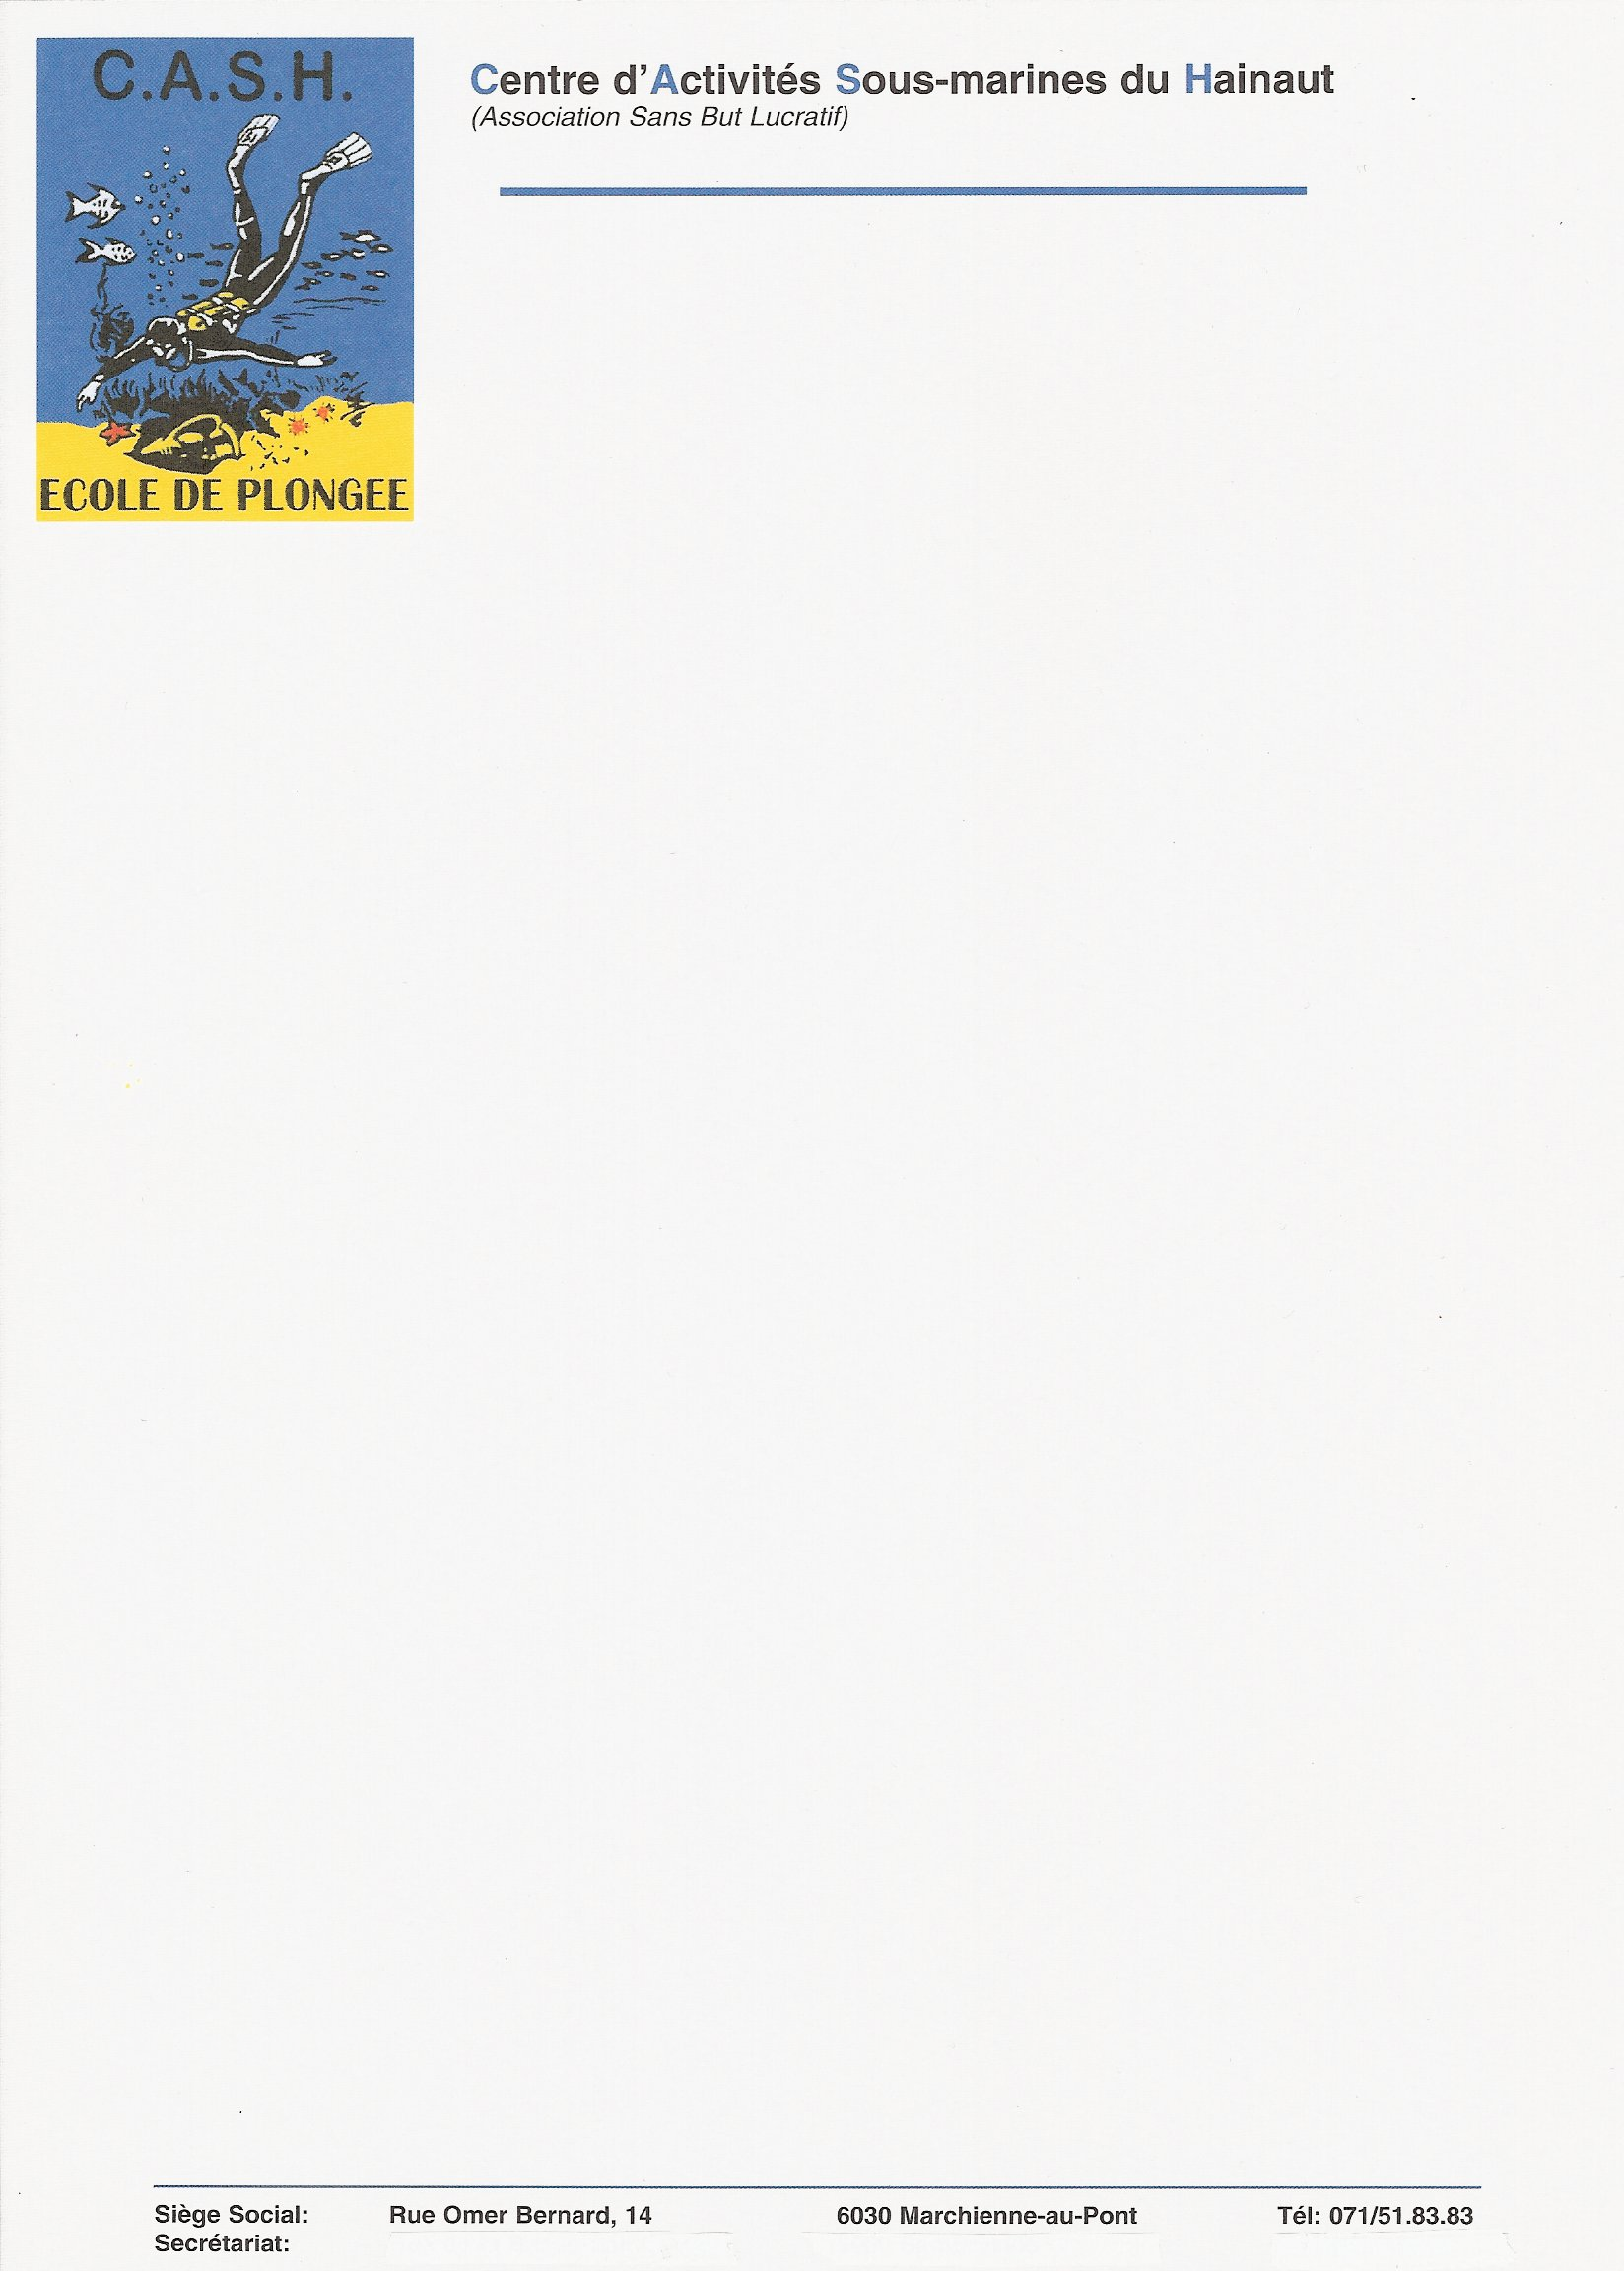 C.A.S.H.
ECOLE DE PLONGEE
Centre d'Activités Sous-marines du Hainaut
(Association Sans But Lucratif)
Siège Social: Rue Omer Bernard, 14 6030 Marchienne-au-Pont Tél: 071/51.83.83
Secrétariat: